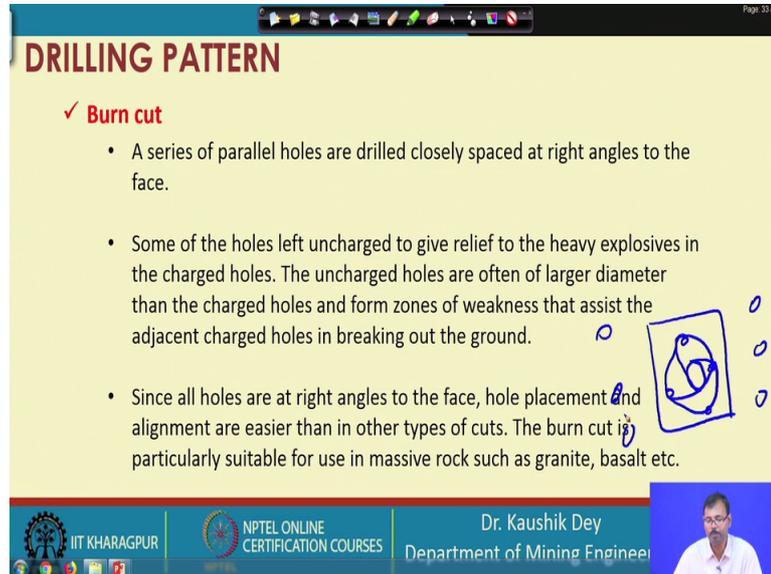 Page: 33
DRILLING PATTERN
✓ Burn cut
• A series of parallel holes are drilled closely spaced at right angles to the
face.
• Some of the holes left uncharged to give relief to the heavy explosives in
the charged holes. The uncharged holes are often of larger diameter
than the charged holes and form zones of weakness that assist the
adjacent charged holes in breaking out the ground.
• Since all holes are at right angles to the face, hole placement and
alignment are easier than in other types of cuts. The burn cut is
particularly suitable for use in massive rock such as granite, basalt etc.
IIT KHARAGPUR
NPTEL ONLINE
CERTIFICATION COURSES
NPTEL
Dr. Kaushik Dey
Department of Mining Engineer